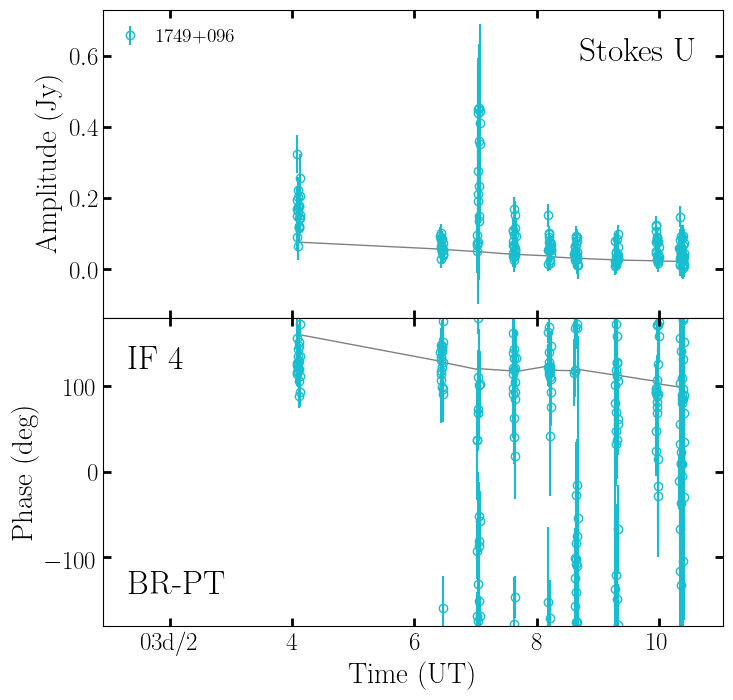 1749+096
Stokes U
0.6
0.4
0.2
0.0
Amplitude (Jy)
IF 4
100
0
−100
Phase (deg)
BR-PT
03d/2
4
6
8
10
Time (UT)